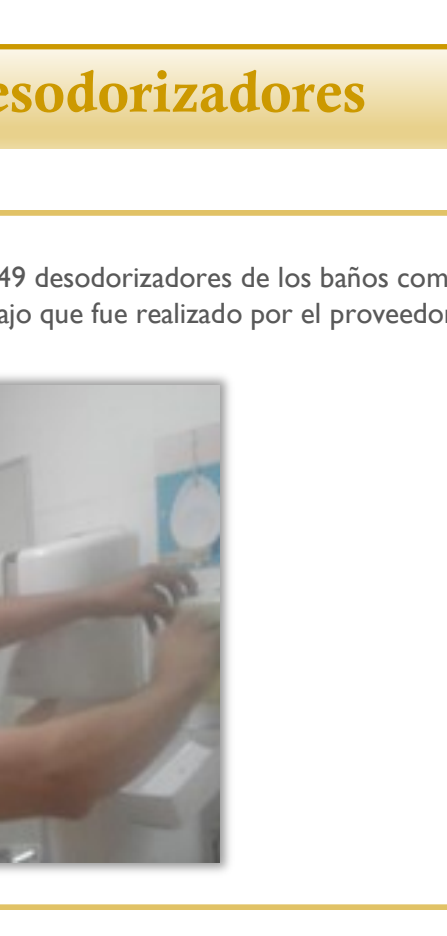 esodorizadores
49 desodorizadores de los baños com
ajo que fue realizado por el proveedor